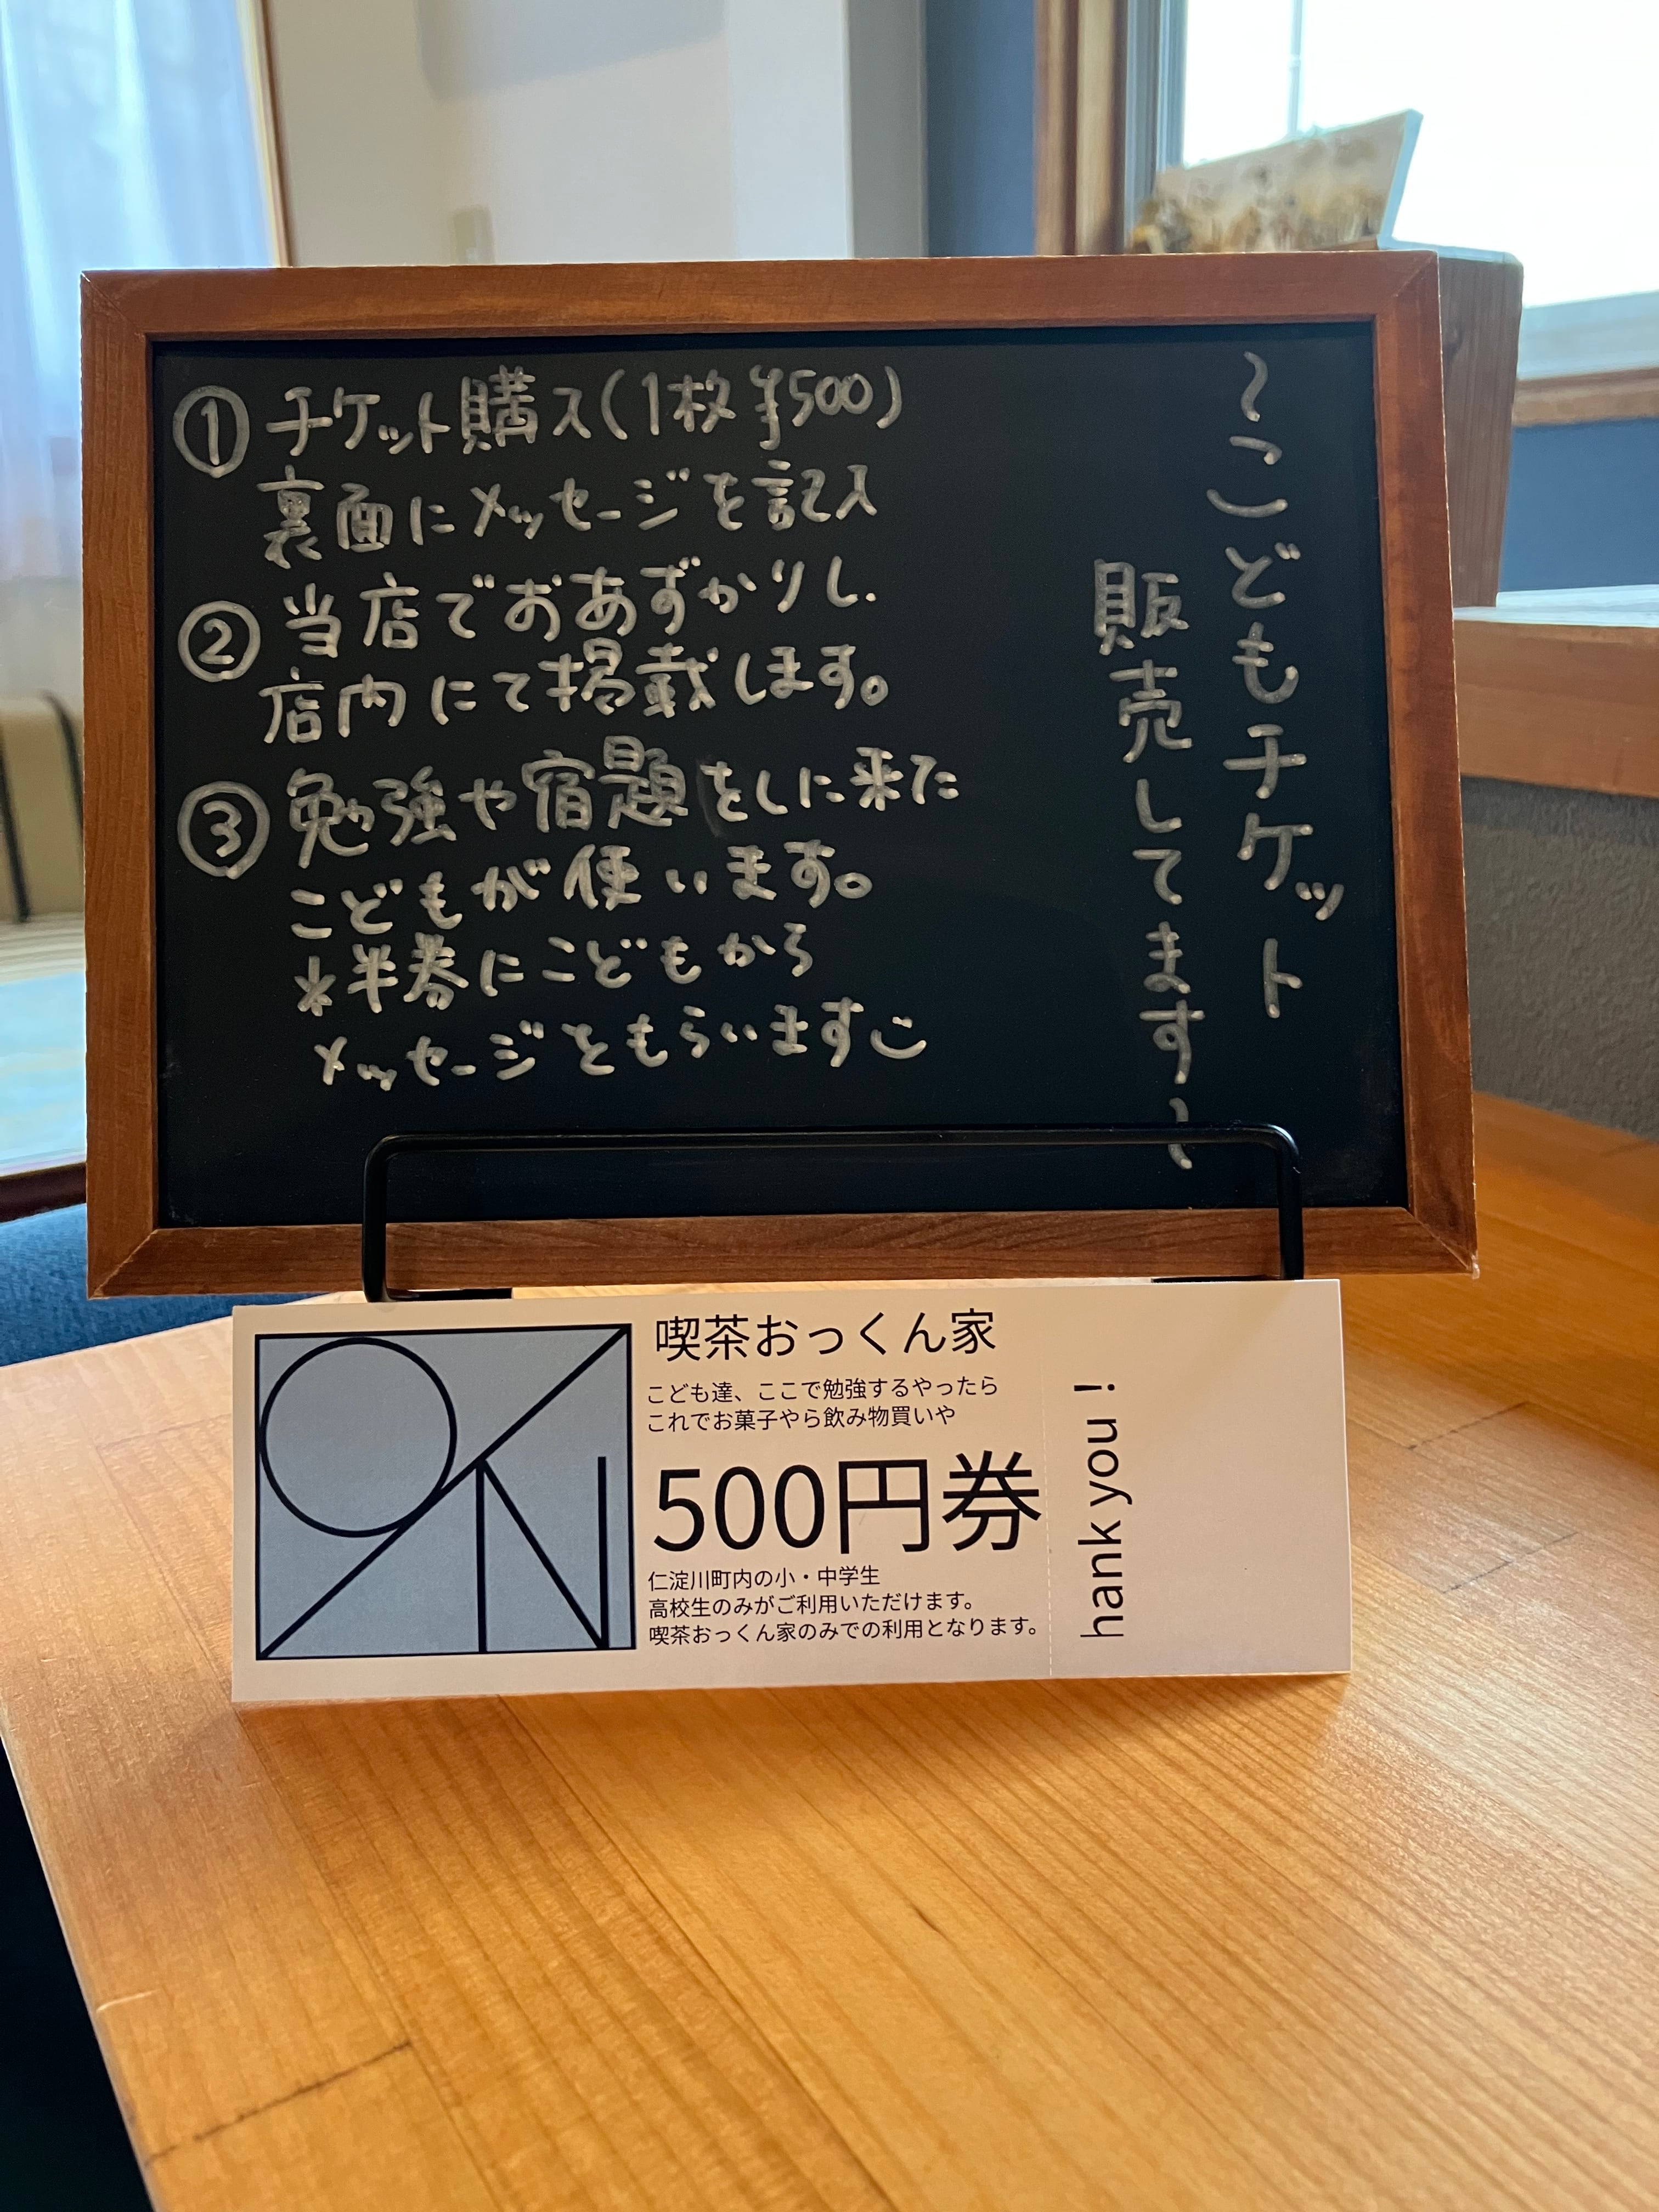 ～こどもチケット
販売してます～
① チケット購入(1枚¥500)
裏面にメッセージを記入
② 当店でおあずかりし、
店内にて掲載します。
③ 勉強や宿題をしに来た
こどもが使います。
*半券にこどもから
メッセージをもらいます
喫茶おっくん家
こども達、ここで勉強するやったら
これでお菓子やら飲み物買いや
500円券
仁淀川町内の小・中学生
高校生のみがご利用いただけます。
喫茶おっくん家のみでの利用となります。
hank you !